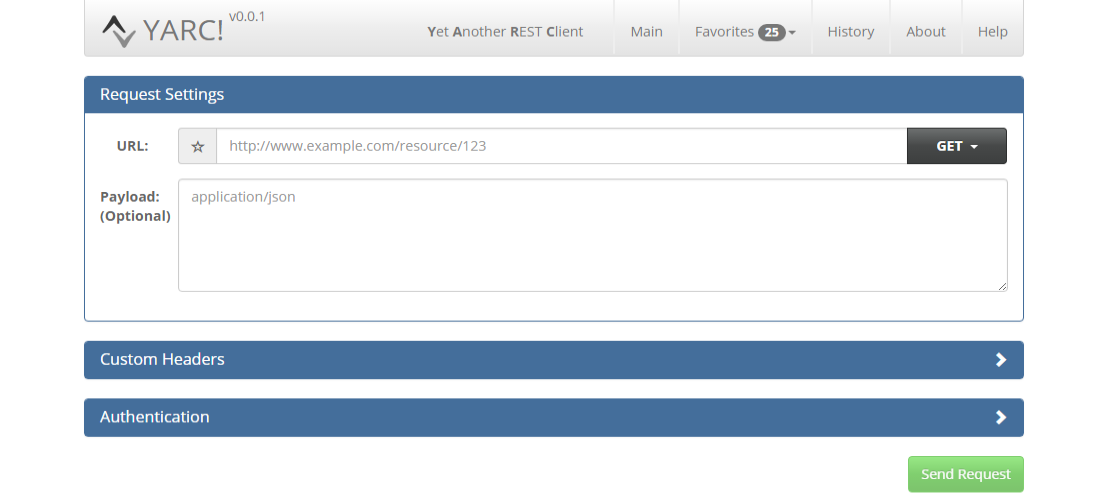 YARC! v0.0.1
Yet Another REST Client Main Favorites 25 History About Help
Request Settings
URL: http://www.example.com/resource/123 GET
Payload: application/json
(Optional)
Custom Headers
Authentication
Send Request